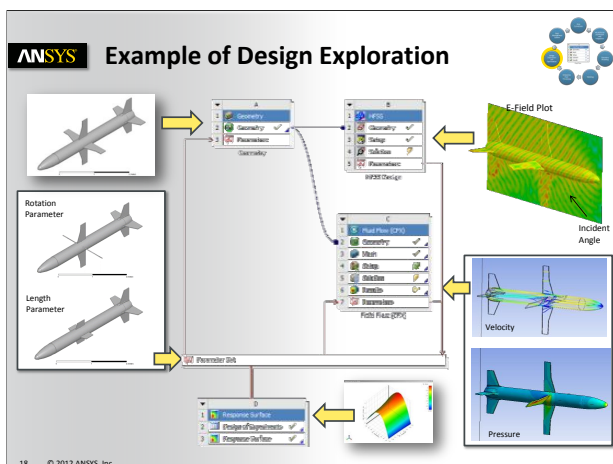 ANSYS
Example of Design Exploration
A
1 Geometry
2 Geometry
3 Parameters
Geometry
B
1 HFSS
2 Geometry
3 Setup
4 Solution
5 Parameters
HFSS Design
E-Field Plot
Incident
Angle
Rotation
Parameter
Length
Parameter
C
1 Fluid Flow (CFX)
2 Geometry
3 Mesh
4 Setup
5 Solution
6 Results
7 Parameters
Fluid Flow (CFX)
Velocity
Pressure
Parameter Set
D
1 Response Surface
2 Design of Experiments
3 Response Surface
18 © 2012 ANSYS, Inc.